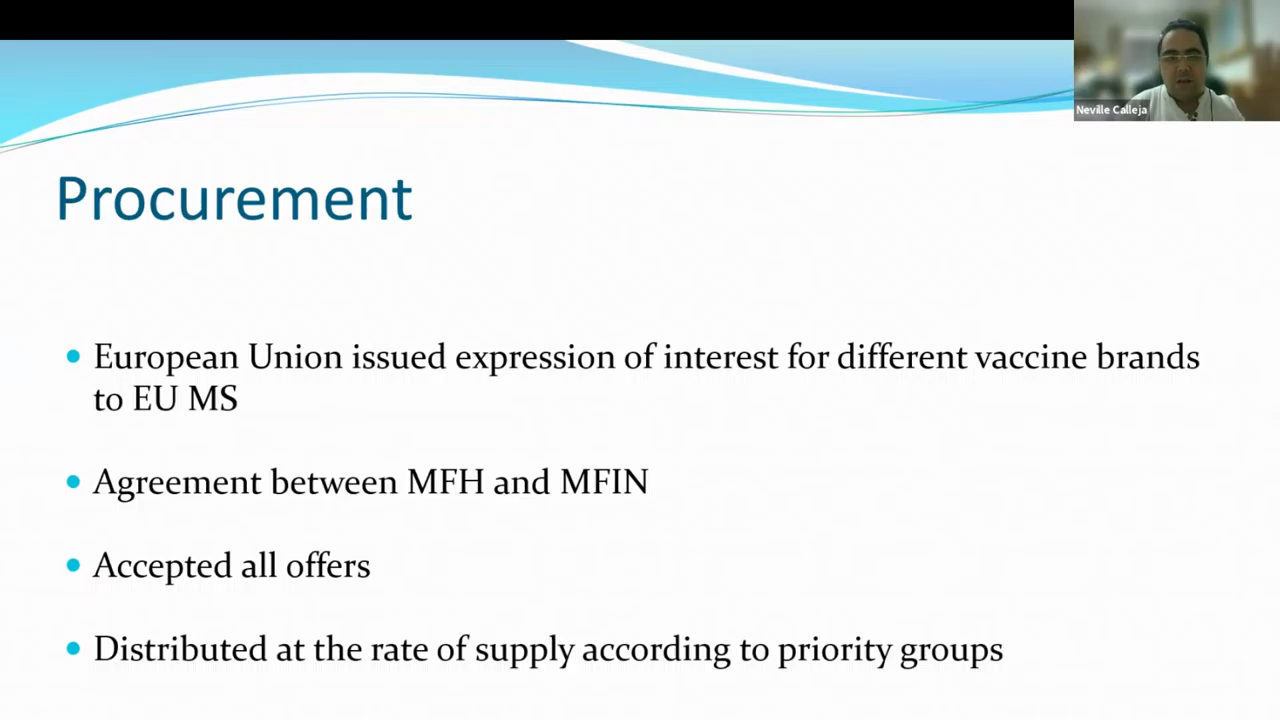 Neville Calleja
Procurement
European Union issued expression of interest for different vaccine brands
to EU MS
Agreement between MFH and MFIN
Accepted all offers
Distributed at the rate of supply according to priority groups